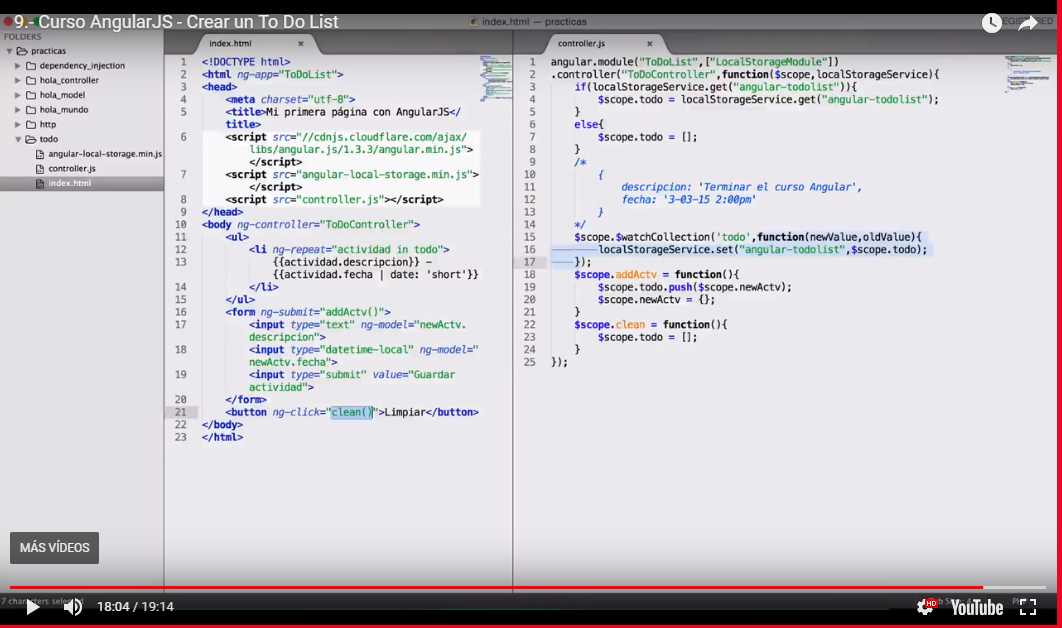 9.- Curso AngularJS - Crear un To Do List
index.html — practicas
FOLDERS
practicas
dependency_injection
hola_controller
hola_model
hola_mundo
http
todo
angular-local-storage.min.js
controller.js
index.html
index.html ×
1 <!DOCTYPE html>
2 <html ng-app="ToDoList">
3 <head>
4 <meta charset="utf-8">
5 <title>Mi primera página con AngularJS</
title>
6 <script src="//cdnjs.cloudflare.com/ajax/
libs/angular.js/1.3.3/angular.min.js">
</script>
7 <script src="angular-local-storage.min.js">
</script>
8 <script src="controller.js"></script>
9 </head>
10 <body ng-controller="ToDoController">
11 <ul>
12 <li ng-repeat="actividad in todo">
13 {{actividad.descripcion}} -
{{actividad.fecha | date: 'short'}}
14 </li>
15 </ul>
16 <form ng-submit="addActv()">
17 <input type="text" ng-model="newActv.
descripcion">
18 <input type="datetime-local" ng-model="
newActv.fecha">
19 <input type="submit" value="Guardar
actividad">
20 </form>
21 <button ng-click="clean()">Limpiar</button>
22 </body>
23 </html>
controller.js ×
1 angular.module("ToDoList",["LocalStorageModule"])
2 .controller("ToDoController",function($scope,localStorageService){
3 if(localStorageService.get("angular-todolist")){
4 $scope.todo = localStorageService.get("angular-todolist");
5 }
6 else{
7 $scope.todo = [];
8 }
9 /*
10 {
11 descripcion: 'Terminar el curso Angular',
12 fecha: '3-03-15 2:00pm'
13 }
14 */
15 $scope.$watchCollection('todo',function(newValue,oldValue){
16 localStorageService.set("angular-todolist",$scope.todo);
17 });
18 $scope.addActv = function(){
19 $scope.todo.push($scope.newActv);
20 $scope.newActv = {};
21 }
22 $scope.clean = function(){
23 $scope.todo = [];
24 }
25 });
MÁS VÍDEOS
18:04 / 19:14
HD
YouTube